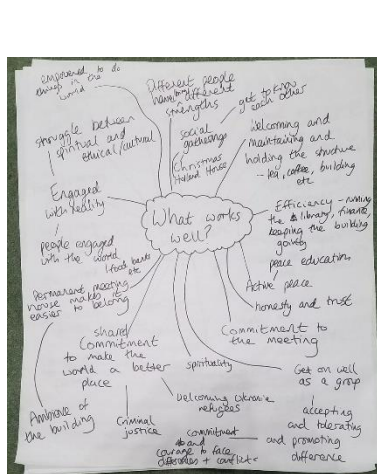 empowered to do
things in the
world
Different people
have different
strengths
get to know
each other
social
gatherings
Christmas
House
Welcoming and
maintaining and
holding the structure
- tea, coffee, building
etc
struggle between
spiritual and
ethical/cultural
Engaged
with reality
people engaged
with the world
food banks
etc
What works
well?
Efficiency - running
the library, finance,
keeping the building
going
peace education
Active peace
honesty and trust
Permanent meeting
house makes it
easier to belong
Ambiance of
the building
shared
Commitment
to make the
world a better
place
Criminal
justice
Welcoming Ukraine
refugees
spirituality
Commitment to
the meeting
Get on well
as a group
accepting
and tolerating
and promoting
difference
commitment
and
courage to face
differences + conflict